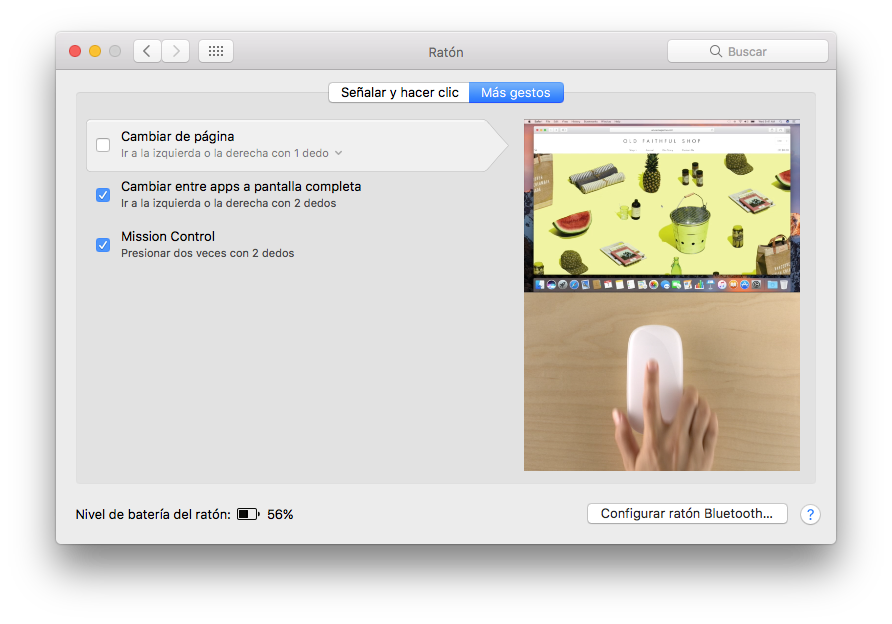 Ratón
Buscar
Señalar y hacer clic
Más gestos
Cambiar de página
Ir a la izquierda o la derecha con 1 dedo
Cambiar entre apps a pantalla completa
Ir a la izquierda o la derecha con 2 dedos
Mission Control
Presionar dos veces con 2 dedos
OLD FAITHFUL SHOP
Nivel de batería del ratón: 56%
Configurar ratón Bluetooth...
?